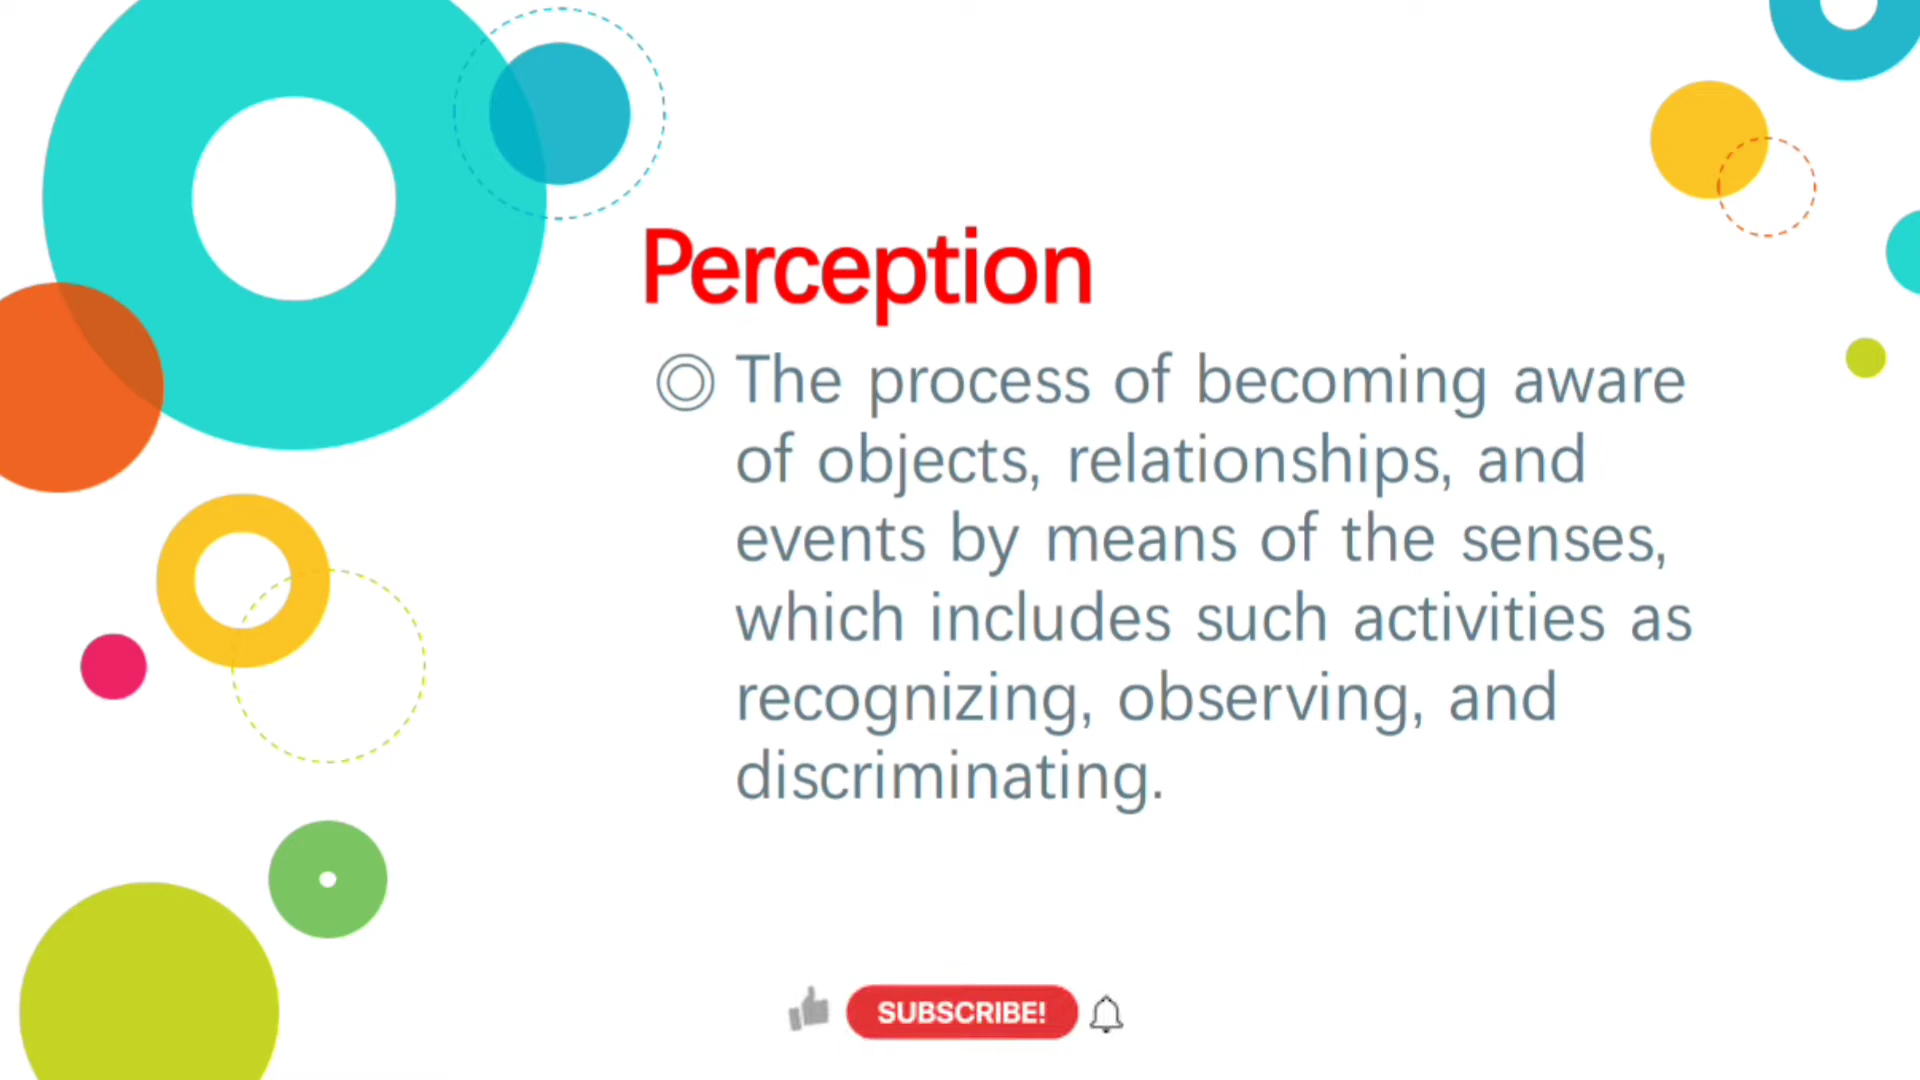 Perception
The process of becoming aware
of objects, relationships, and
events by means of the senses,
which includes such activities as
recognizing, observing, and
discriminating.
SUBSCRIBE!